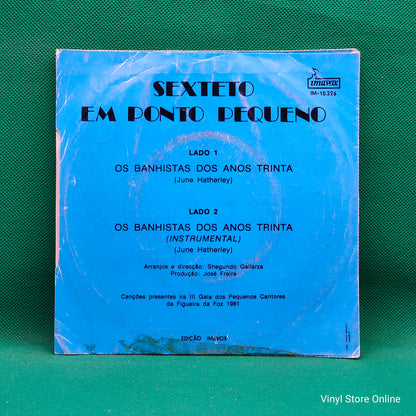 imavox
IM-10.226
SEXTETO
EM PONTO PEQUENO
LADO 1
OS BANHISTAS DOS ANOS TRINTA
(June Hatherley)
LADO 2
OS BANHISTAS DOS ANOS TRINTA
(INSTRUMENTAL)
(June Hatherley)
Arranjos e direcção: Shegundo Galarza
Produção: José Freire
Canções presentes na III Gala dos Pequenos Cantores
da Figueira da Foz 1981
EDIÇÃO IMAVOX
Vinyl Store Online